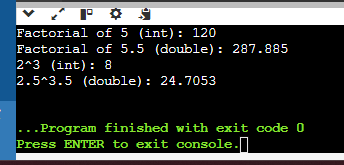 Factorial of 5 (int): 120
Factorial of 5.5 (double): 287.885
2^3 (int): 8
2.5^3.5 (double): 24.7053
...Program finished with exit code 0
Press ENTER to exit console.